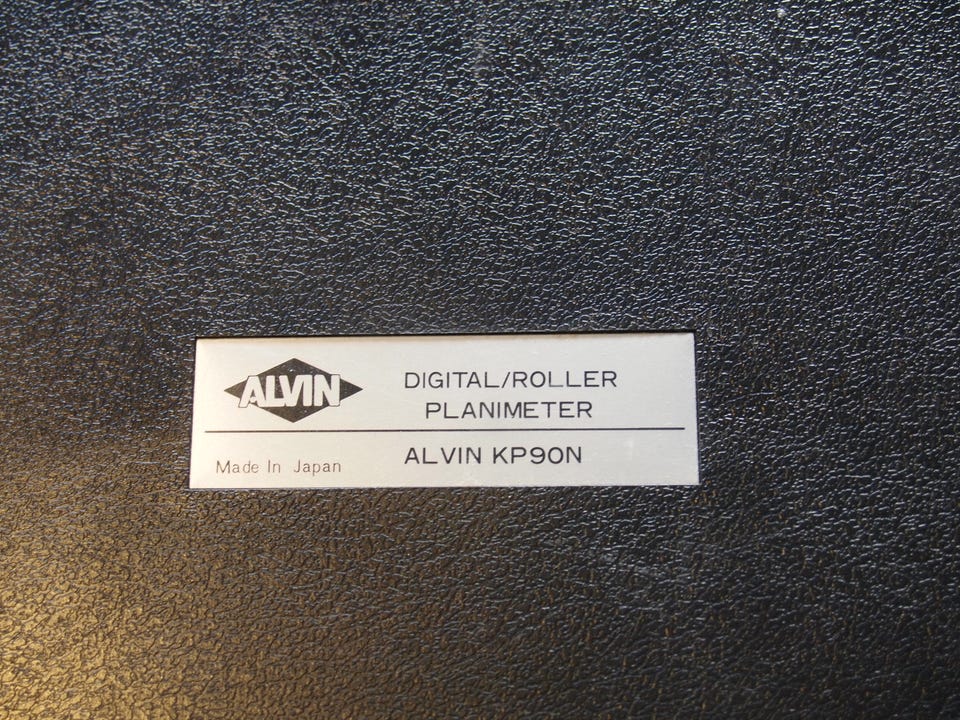 ALVIN
DIGITAL/ROLLER
PLANIMETER
Made In Japan
ALVIN KP90N